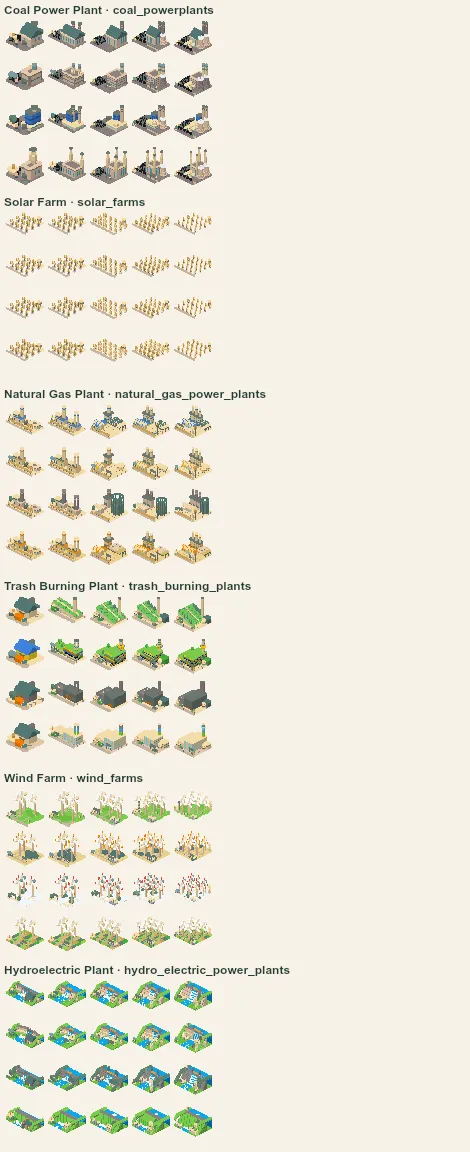 Coal Power Plant · coal_powerplants
Solar Farm · solar_farms
Natural Gas Plant · natural_gas_power_plants
Trash Burning Plant · trash_burning_plants
Wind Farm · wind_farms
Hydroelectric Plant · hydro_electric_power_plants